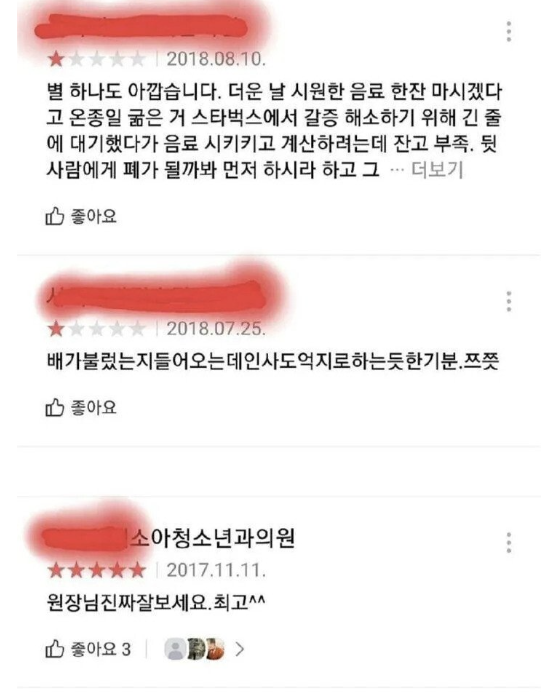 2018.08.10.
별 하나도 아깝습니다. 더운 날 시원한 음료 한잔 마시겠다
고 온종일 굶은 거 스타벅스에서 갈증 해소하기 위해 긴 줄
에 대기했다가 음료 시키키고 계산하려는데 잔고 부족. 뒷
사람에게 폐가 될까봐 먼저 하시라 하고 그 ··· 더보기
좋아요
2018.07.25.
배가불렀는지들어오는데인사도억지로하는듯한기분.쯔쯧
좋아요
소아청소년과의원
2017.11.11.
원장님진짜잘보세요.최고^^
좋아요 3